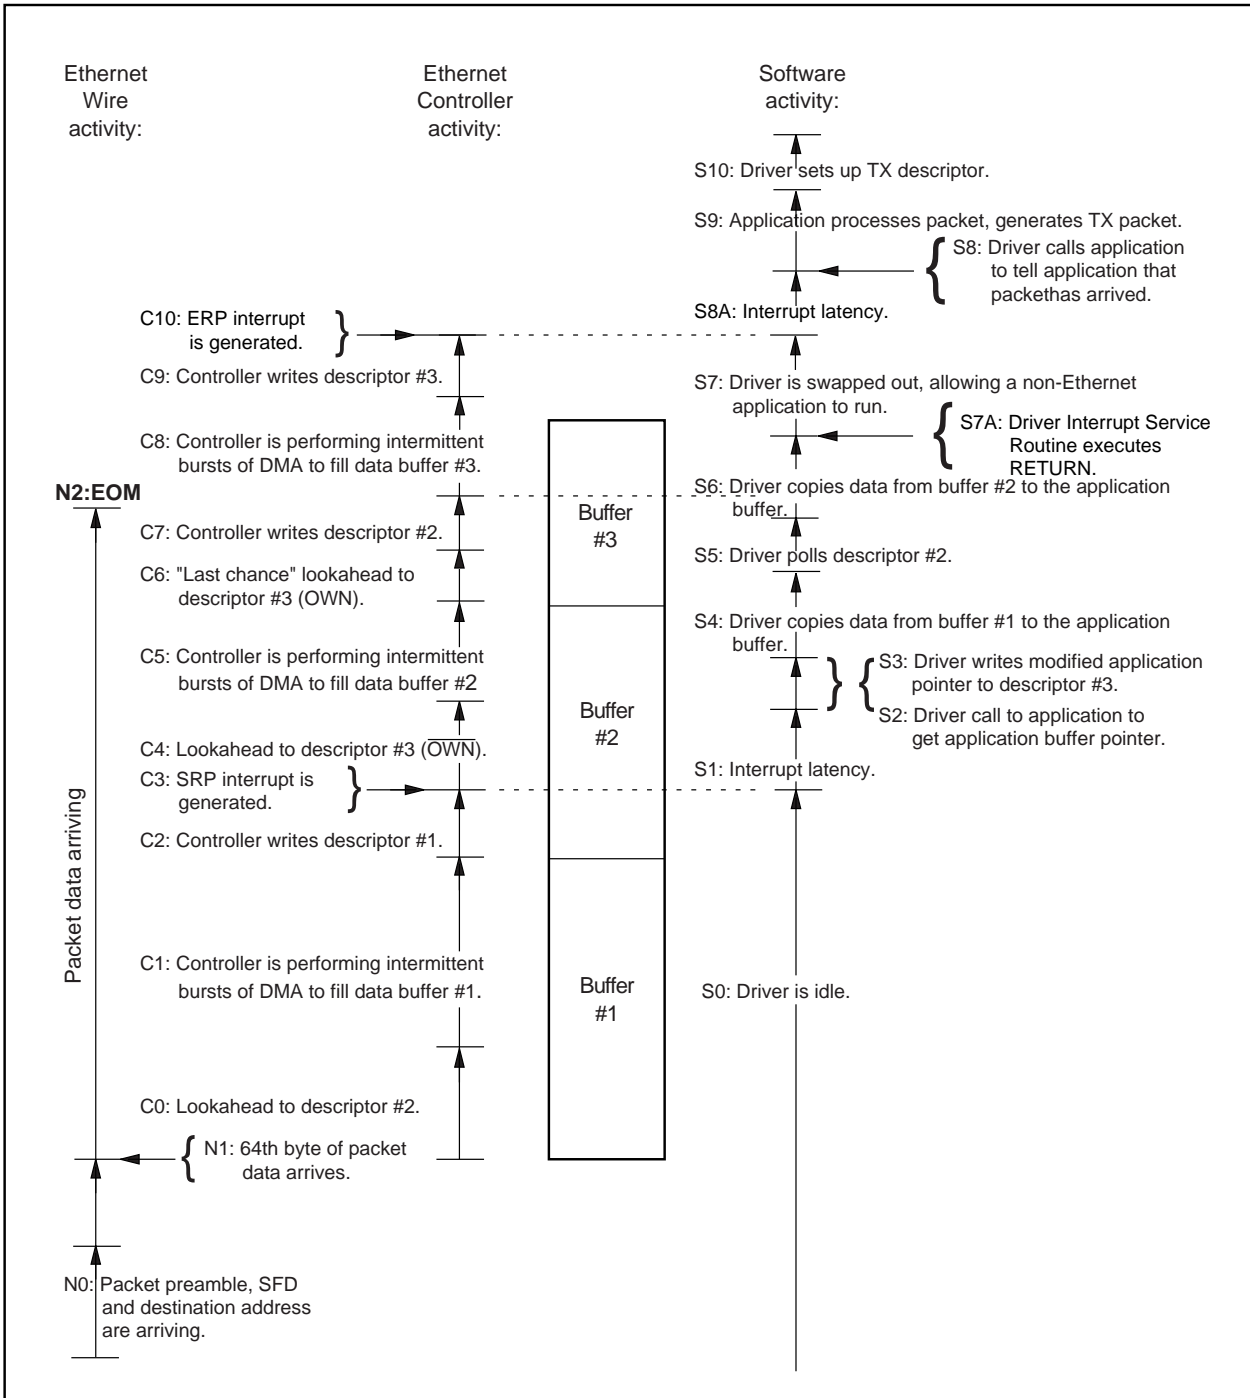 Ethernet
Wire
activity:
Ethernet
Controller
activity:
Software
activity:
S10: Driver sets up TX descriptor.
S9: Application processes packet, generates TX packet.
S8: Driver calls application
to tell application that
packethas arrived.
S8A: Interrupt latency.
C10: ERP interrupt
is generated.
C9: Controller writes descriptor #3.
S7: Driver is swapped out, allowing a non-Ethernet
application to run.
S7A: Driver Interrupt Service
Routine executes
RETURN.
C8: Controller is performing intermittent
bursts of DMA to fill data buffer #3.
N2:EOM
S6: Driver copies data from buffer #2 to the application
buffer.
Buffer
#3
C7: Controller writes descriptor #2.
S5: Driver polls descriptor #2.
C6: "Last chance" lookahead to
descriptor #3 (OWN).
S4: Driver copies data from buffer #1 to the application
buffer.
C5: Controller is performing intermittent
bursts of DMA to fill data buffer #2
S3: Driver writes modified application
pointer to descriptor #3.
S2: Driver call to application to
get application buffer pointer.
Buffer
#2
C4: Lookahead to descriptor #3 (O̅W̅N̅).
S1: Interrupt latency.
C3: SRP interrupt is
generated.
C2: Controller writes descriptor #1.
Packet data arriving
C1: Controller is performing intermittent
bursts of DMA to fill data buffer #1.
Buffer
#1
S0: Driver is idle.
C0: Lookahead to descriptor #2.
N1: 64th byte of packet
data arrives.
N0: Packet preamble, SFD
and destination address
are arriving.